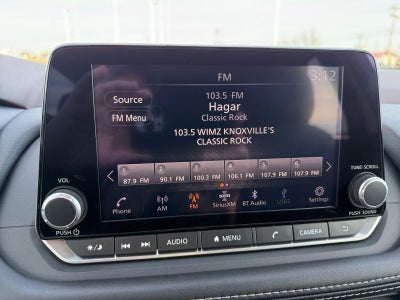 FM
3:12
Source
FM Menu
103.5 FM
Hagar
Classic Rock
103.5 WIMZ KNOXVILLE'S
CLASSIC ROCK
1 2 3 4 5 6
87.9 FM 90.1 FM 100.3 FM 106.1 FM 107.5 FM 107.9 FM
Phone AM FM SiriusXM BT Audio USB2 Settings
VOL
TUNE·SCROLL
PUSH
PUSH SOUND
AUDIO MENU CAMERA